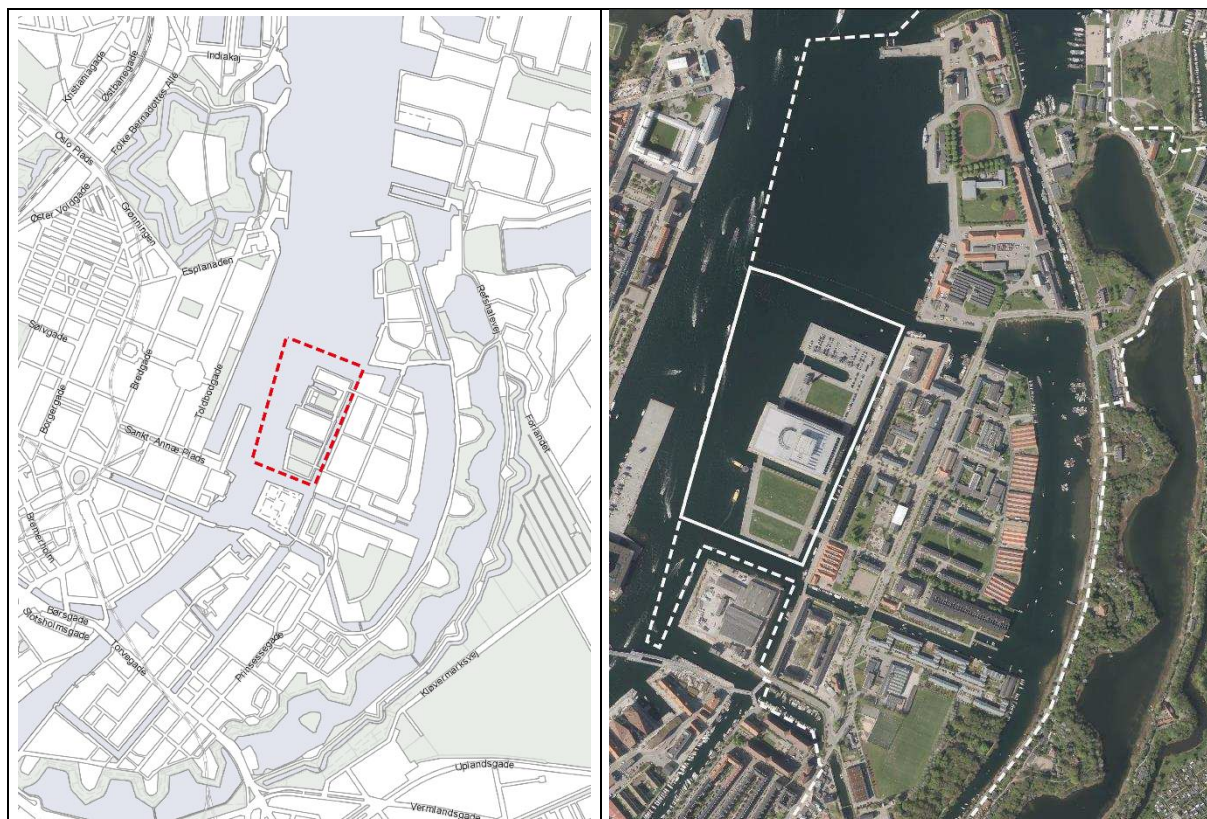 Indiakaj
Kristianiagade
Østbanegade
Folke Bernadottes Allé
Oslo Plads
Øster Voldgade
Grønningen
Esplanaden
Refshalevej
Sølvgade
Bredgade
Toldbodgade
Borgergade
Sankt Annæ Plads
Forlandet
Bremerholm
Børsgade
Slotsholmsgade
Torvegade
Prinsessegade
Kløvermarksvej
Uplandsgade
Vermlandsgade